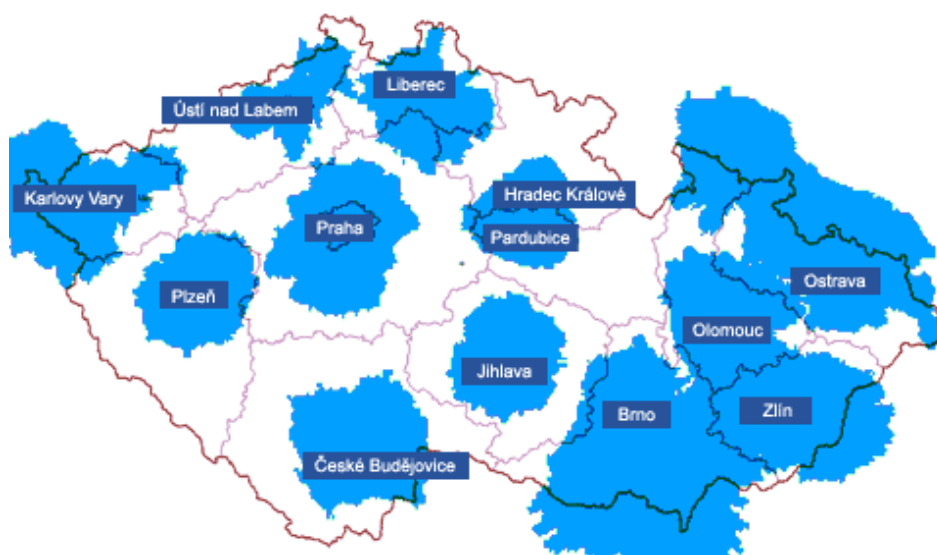 Liberec
Ústí nad Labem
Karlovy Vary
Hradec Králové
Praha
Pardubice
Ostrava
Plzeň
Olomouc
Jihlava
Zlín
Brno
České Budějovice